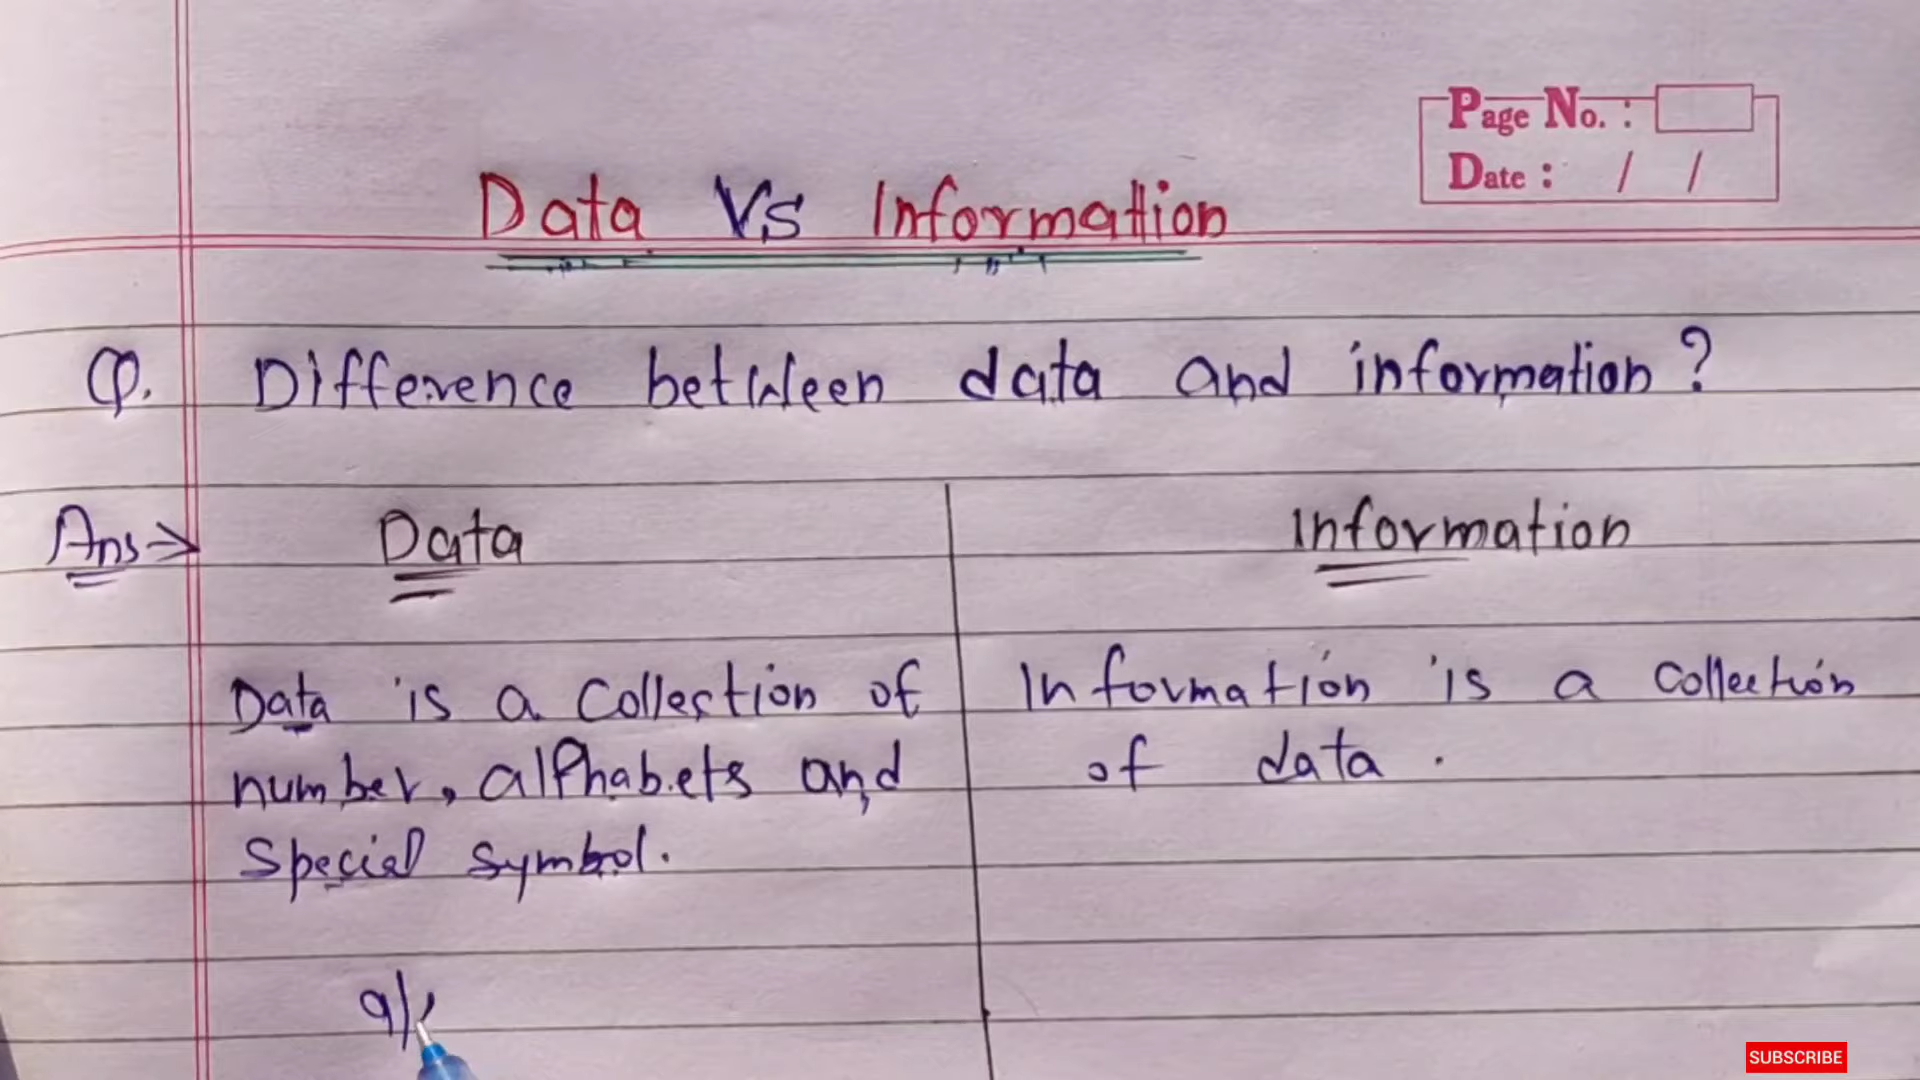 Page No. :
Date : / /
Data Vs Information
Q. Difference between data and information?
Ans->
Data
Information
Data is a collection of
number, alphabets and
special symbol.
Information is a collection
of data.
SUBSCRIBE